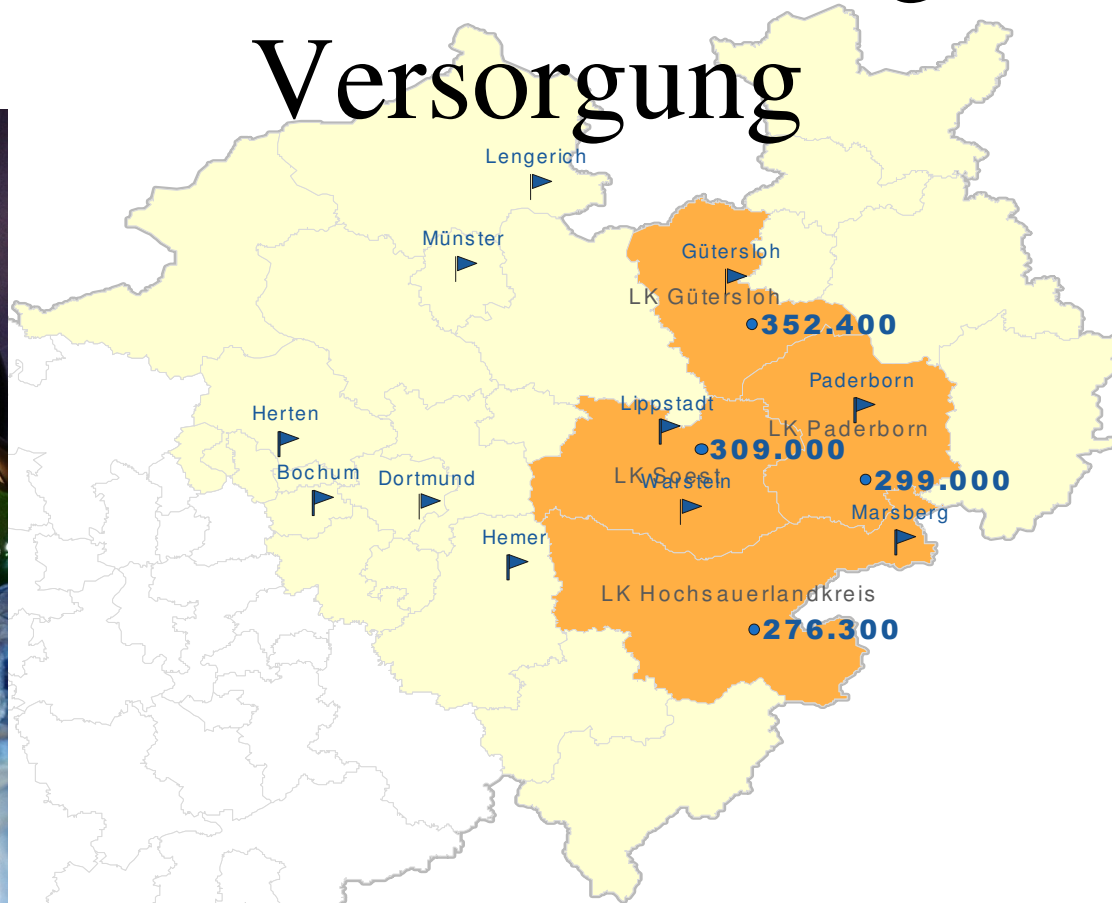 Versorgung
Lengerich
Münster
Gütersloh
LK Gütersloh
352.400
Paderborn
Lippstadt
Herten
LK Paderborn
309.000
Bochum
Dortmund
LK Soest
Warstein
299.000
Marsberg
Hemer
LK Hochsauerlandkreis
276.300